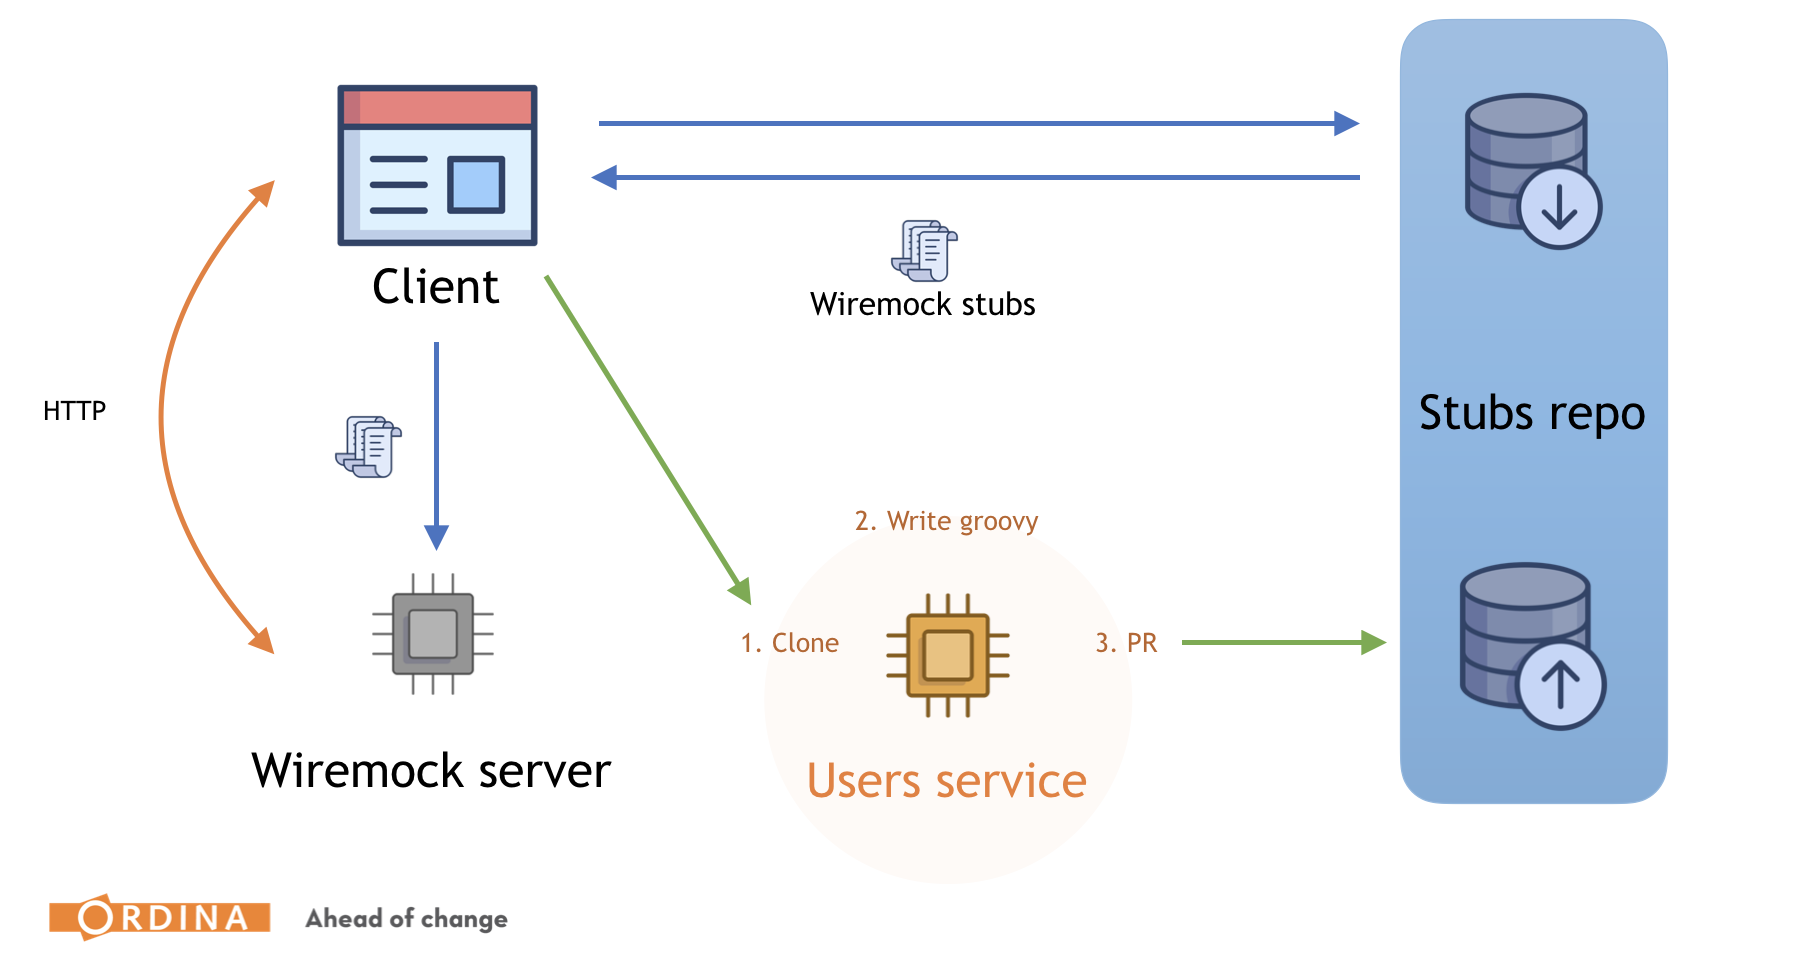 Client
Wiremock stubs
HTTP
Stubs repo
2. Write groovy
1. Clone
3. PR
Wiremock server
Users service
ORDINA
Ahead of change